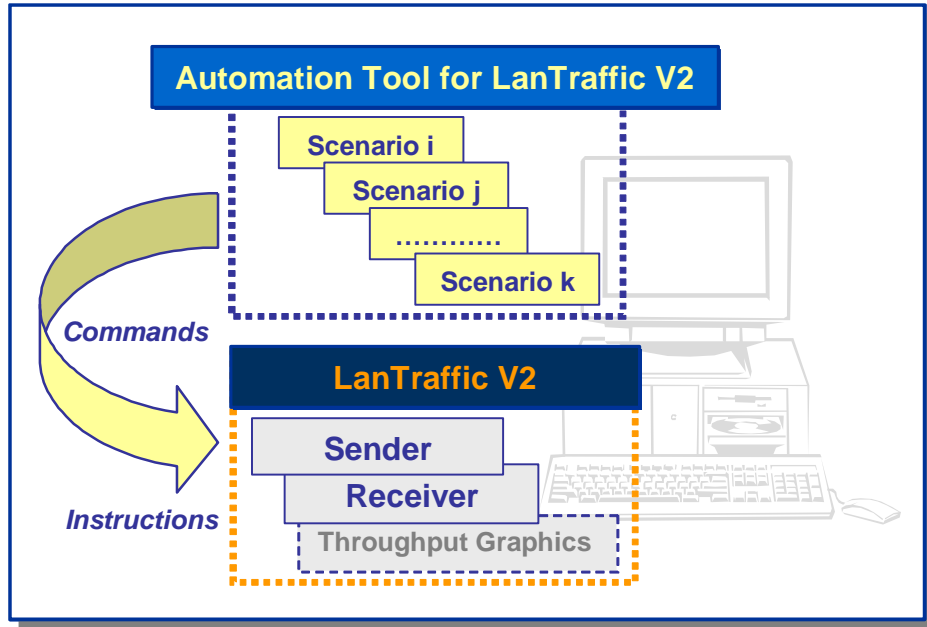 Automation Tool for LanTraffic V2
Scenario i
Scenario j
............
Scenario k
Commands
LanTraffic V2
Sender
Receiver
Instructions
Throughput Graphics